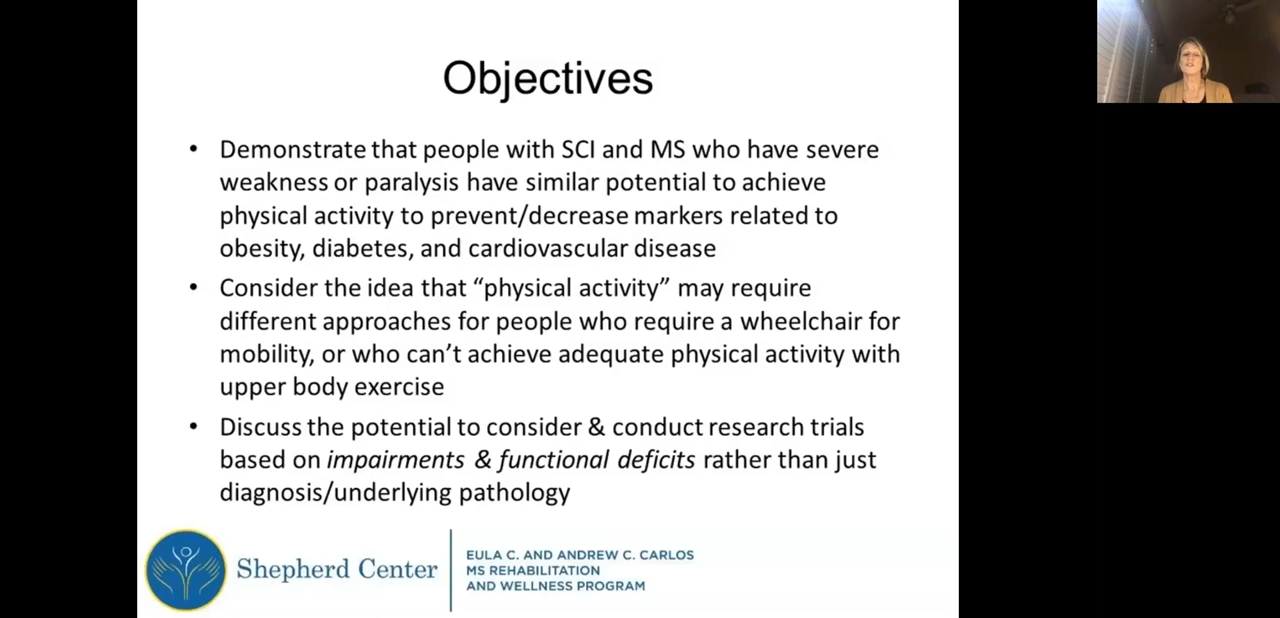 Objectives
• Demonstrate that people with SCI and MS who have severe
weakness or paralysis have similar potential to achieve
physical activity to prevent/decrease markers related to
obesity, diabetes, and cardiovascular disease
• Consider the idea that “physical activity” may require
different approaches for people who require a wheelchair for
mobility, or who can’t achieve adequate physical activity with
upper body exercise
• Discuss the potential to consider & conduct research trials
based on impairments & functional deficits rather than just
diagnosis/underlying pathology
Shepherd Center
EULA C. AND ANDREW C. CARLOS
MS REHABILITATION
AND WELLNESS PROGRAM